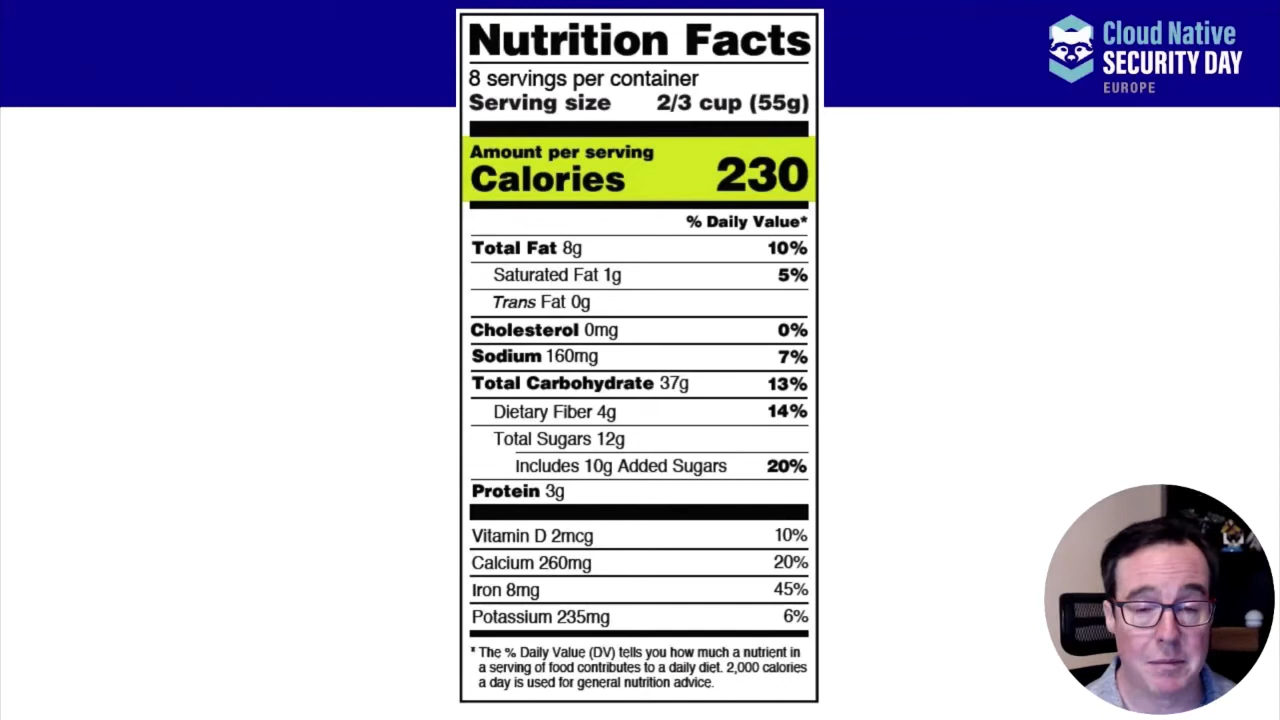 Nutrition Facts
8 servings per container
Serving size 2/3 cup (55g)
Amount per serving
Calories 230
% Daily Value*
Total Fat 8g 10%
Saturated Fat 1g 5%
Trans Fat 0g
Cholesterol 0mg 0%
Sodium 160mg 7%
Total Carbohydrate 37g 13%
Dietary Fiber 4g 14%
Total Sugars 12g
Includes 10g Added Sugars 20%
Protein 3g
Vitamin D 2mcg 10%
Calcium 260mg 20%
Iron 8mg 45%
Potassium 235mg 6%
* The % Daily Value (DV) tells you how much a nutrient in
a serving of food contributes to a daily diet. 2,000 calories
a day is used for general nutrition advice.
Cloud Native
SECURITY DAY
EUROPE